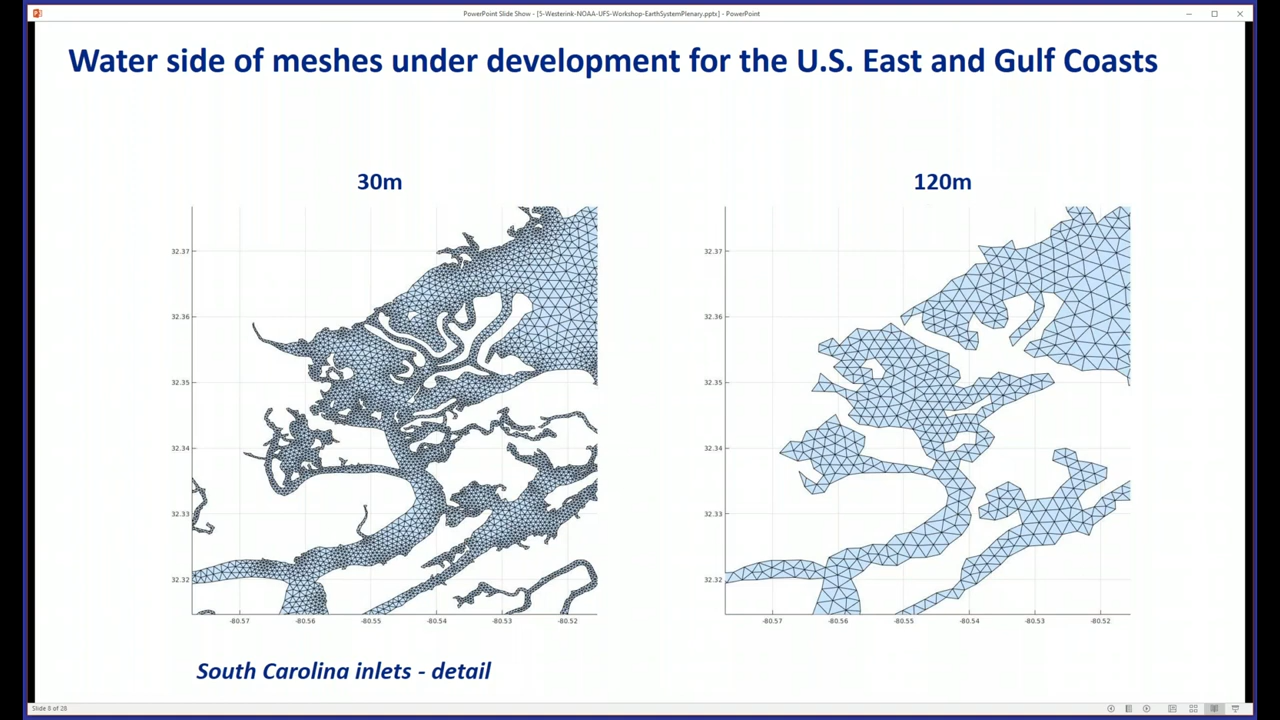 PowerPoint Slide Show - [5-Westerink-NOAA-UFS-Workshop-EarthSystemPlenary.pptx] - PowerPoint
Water side of meshes under development for the U.S. East and Gulf Coasts
30m
120m
32.37
32.36
32.35
32.34
32.33
32.32
-80.57 -80.56 -80.55 -80.54 -80.53 -80.52
32.37
32.36
32.35
32.34
32.33
32.32
-80.57 -80.56 -80.55 -80.54 -80.53 -80.52
South Carolina inlets - detail
Slide 8 of 28